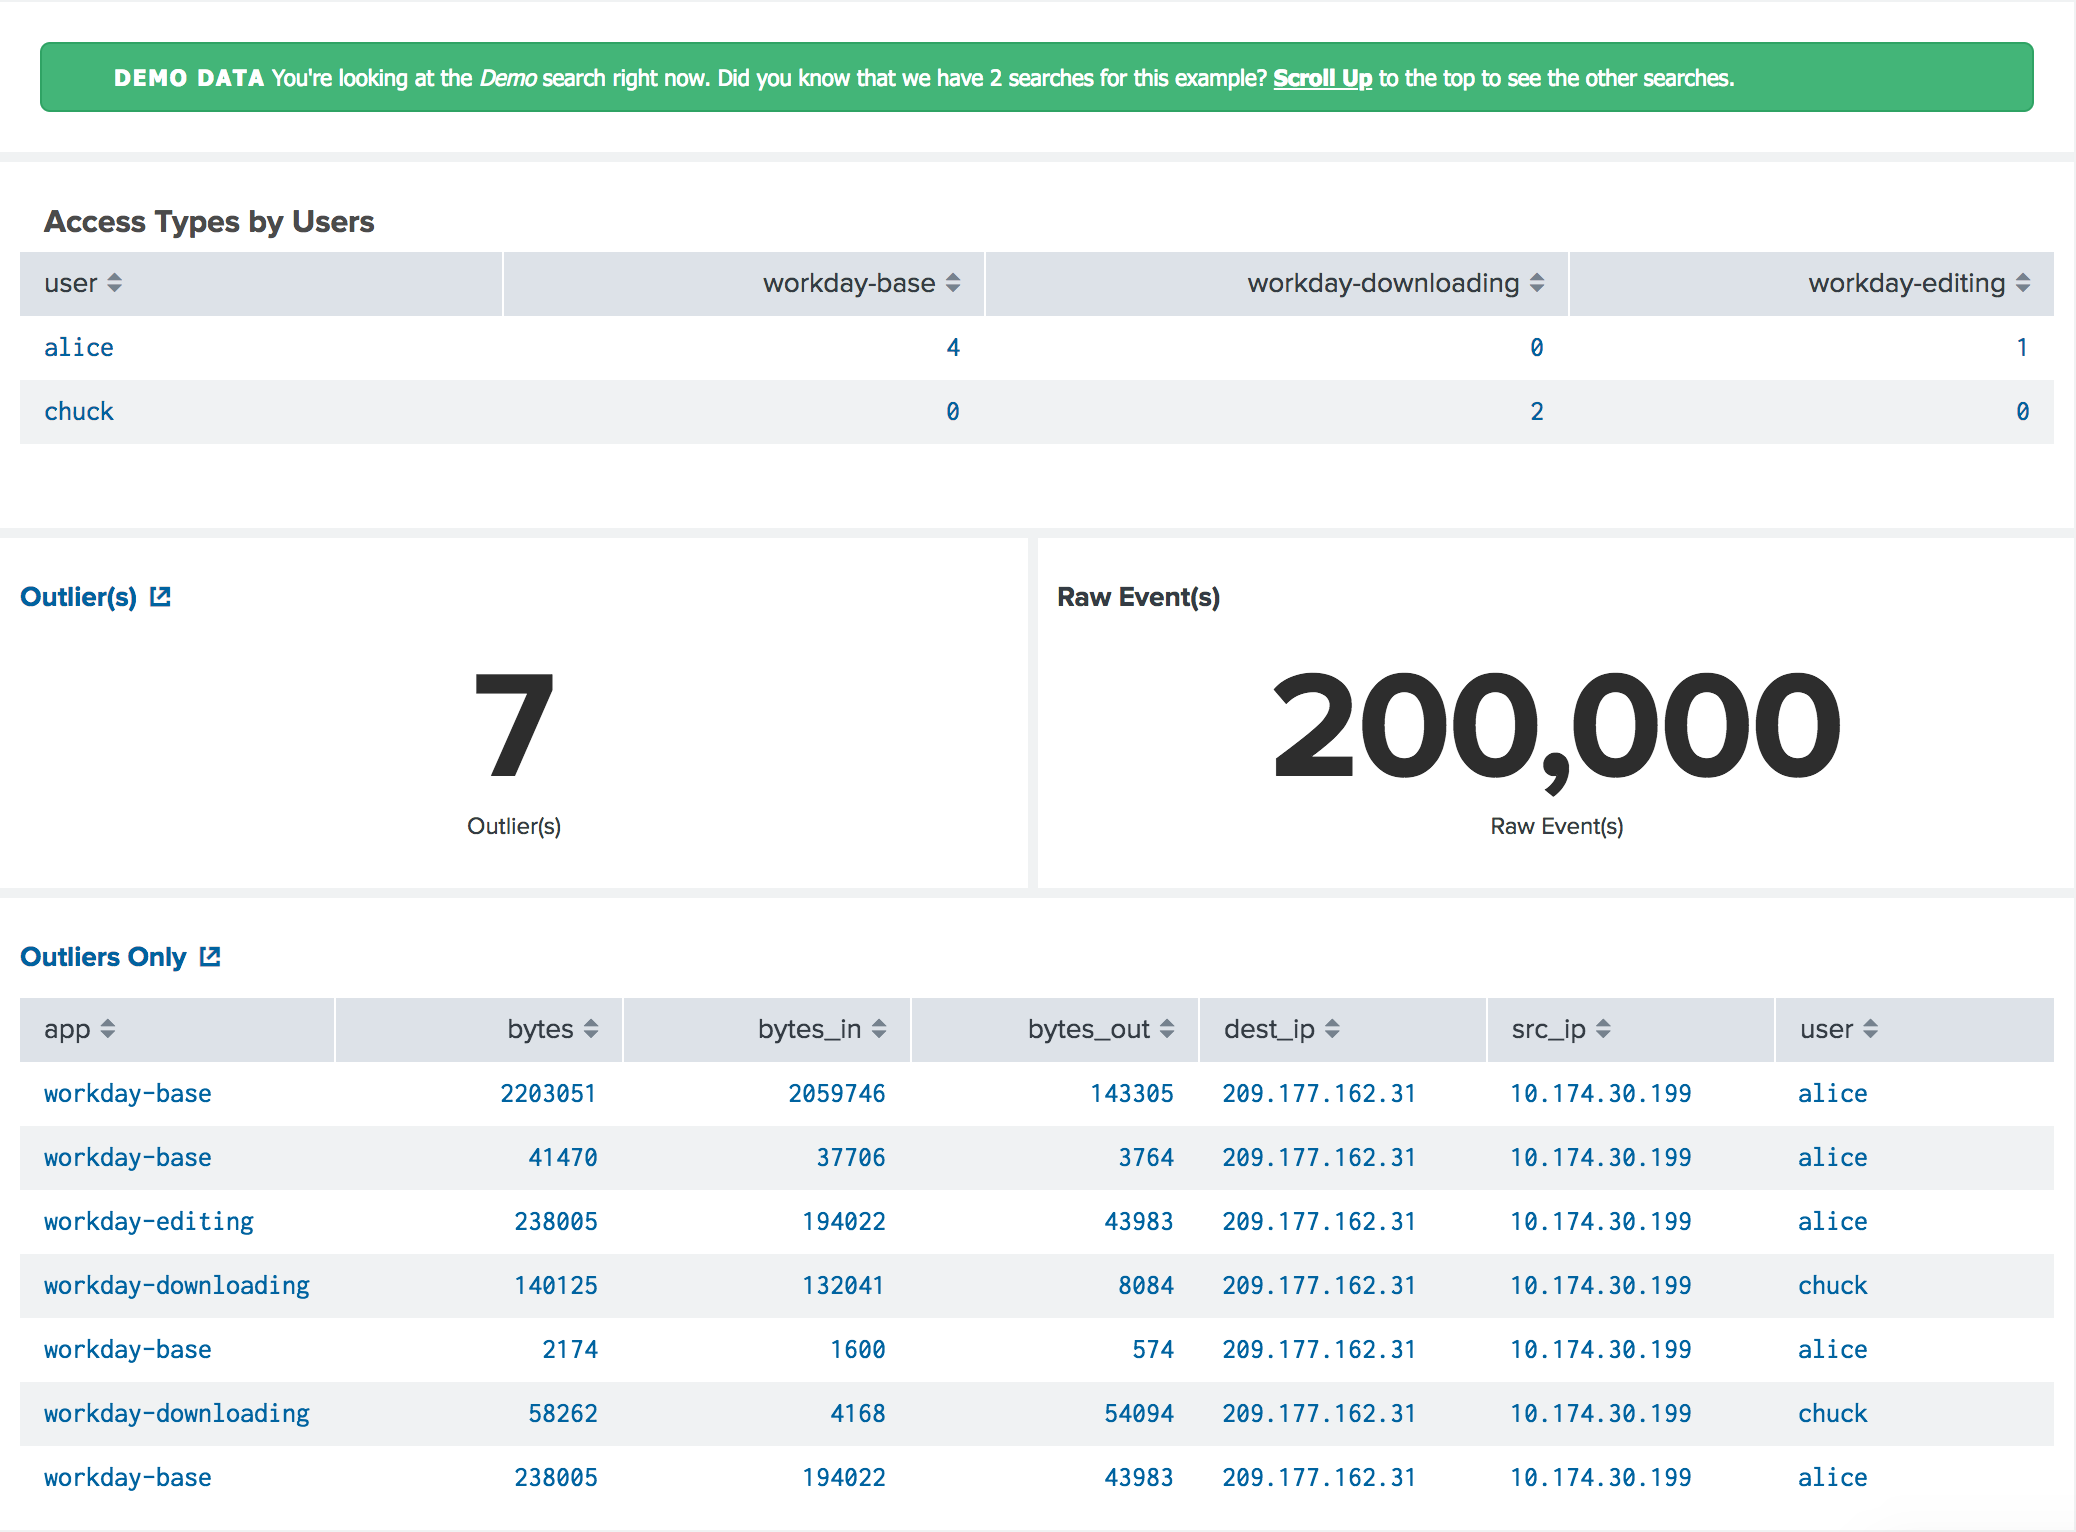 DEMO DATA You're looking at the Demo search right now. Did you know that we have 2 searches for this example? Scroll Up to the top to see the other searches.
Access Types by Users
user workday-base workday-downloading workday-editing
alice 4 0 1
chuck 0 2 0
Outlier(s)
7
Outlier(s)
Raw Event(s)
200,000
Raw Event(s)
Outliers Only
app bytes bytes_in bytes_out dest_ip src_ip user
workday-base 2203051 2059746 143305 209.177.162.31 10.174.30.199 alice
workday-base 41470 37706 3764 209.177.162.31 10.174.30.199 alice
workday-editing 238005 194022 43983 209.177.162.31 10.174.30.199 alice
workday-downloading 140125 132041 8084 209.177.162.31 10.174.30.199 chuck
workday-base 2174 1600 574 209.177.162.31 10.174.30.199 alice
workday-downloading 58262 4168 54094 209.177.162.31 10.174.30.199 chuck
workday-base 238005 194022 43983 209.177.162.31 10.174.30.199 alice